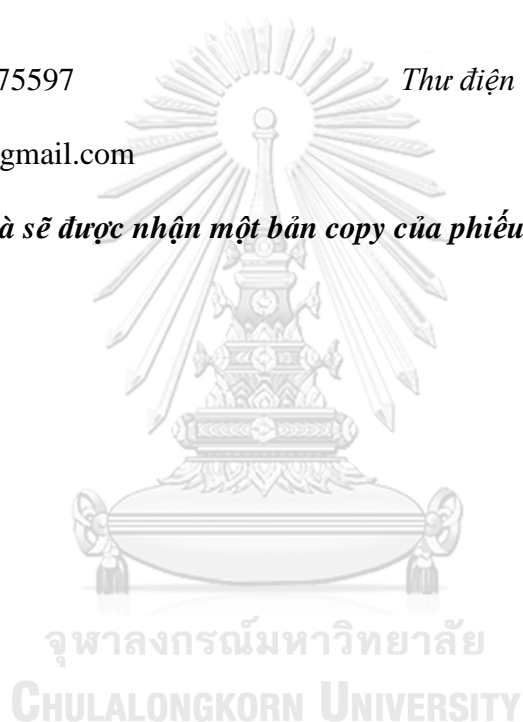 75597 Thư điện
gmail.com
à sẽ được nhận một bản copy của phiếu
จุฬาลงกรณ์มหาวิทยาลัย
CHULALONGKORN UNIVERSITY